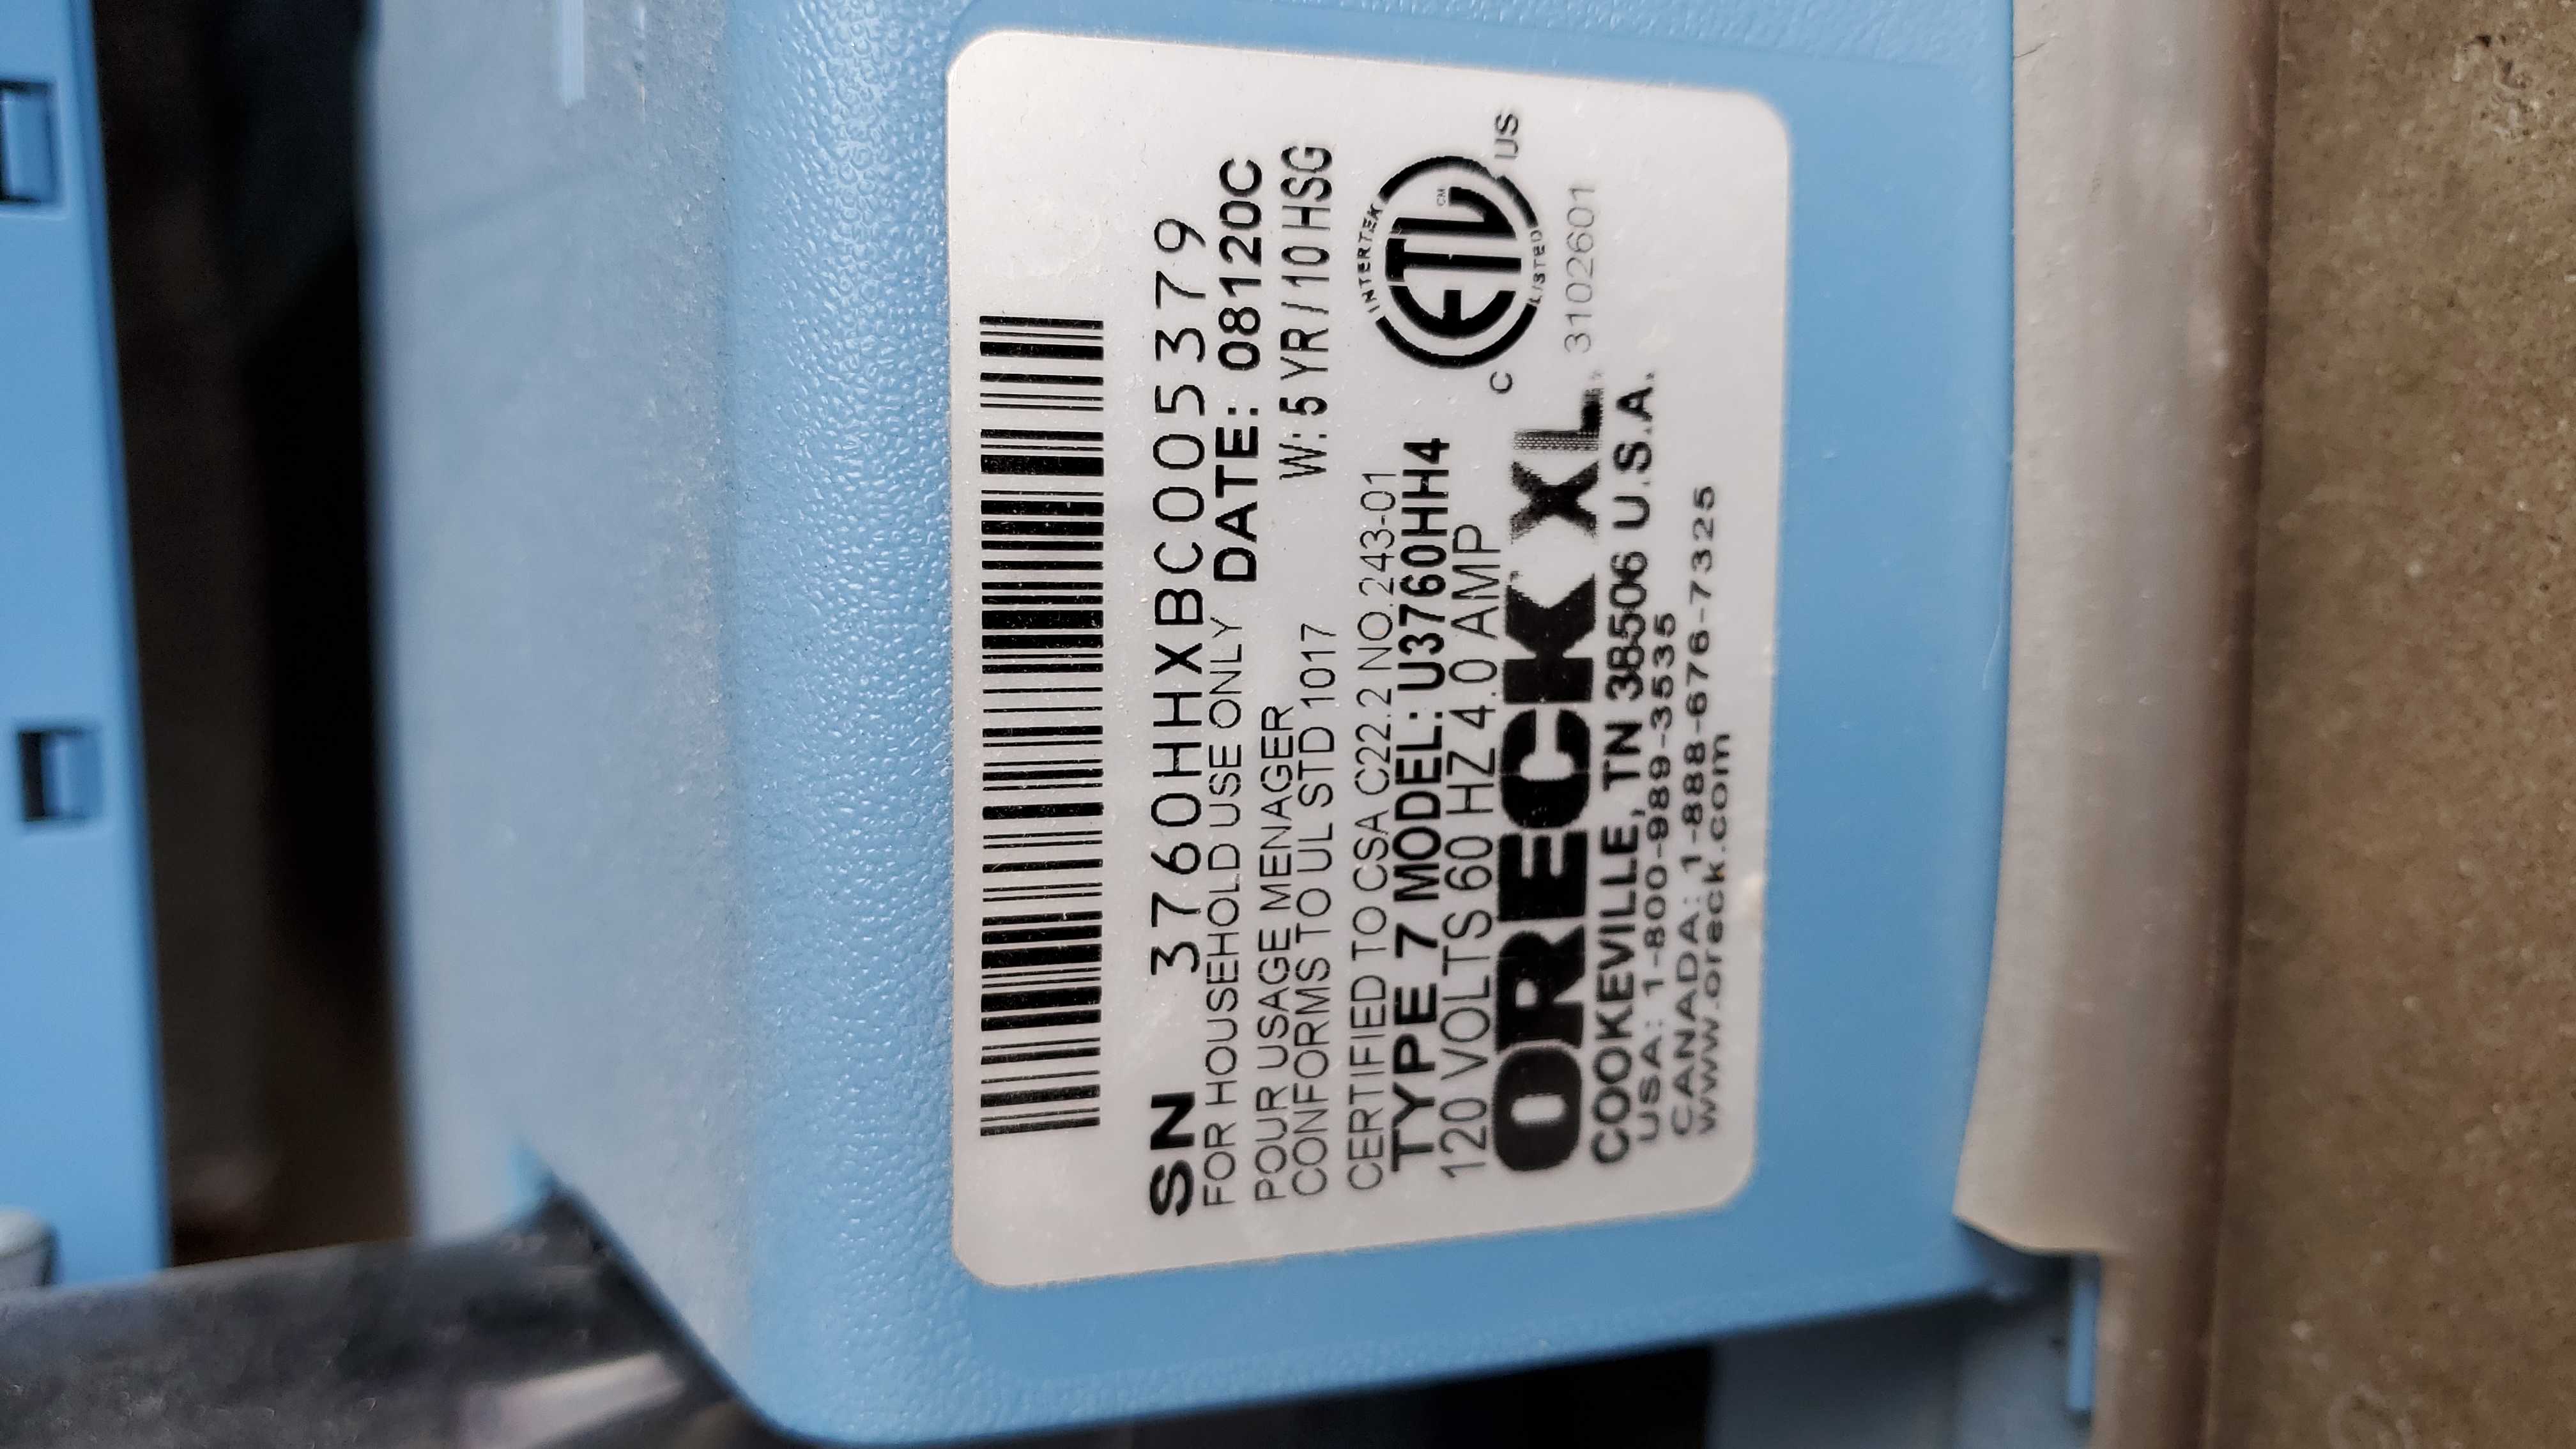 SN 3760HHXBC005379
FOR HOUSEHOLD USE ONLY DATE: 08120C
POUR USAGE MENAGER W: 5 YR / 10 HSG
CONFORMS TO UL STD 1017
CERTIFIED TO CSA C22.2 NO.243-01
TYPE 7 MODEL: U3760HH4
120 VOLTS 60 HZ 4.0 AMP
INTERTEK
ETL CM
LISTED
C US
3102601
ORECK XL
COOKEVILLE, TN 38506 U.S.A.
USA: 1-800-989-3535
CANADA: 1-888-676-7325
www.oreck.com